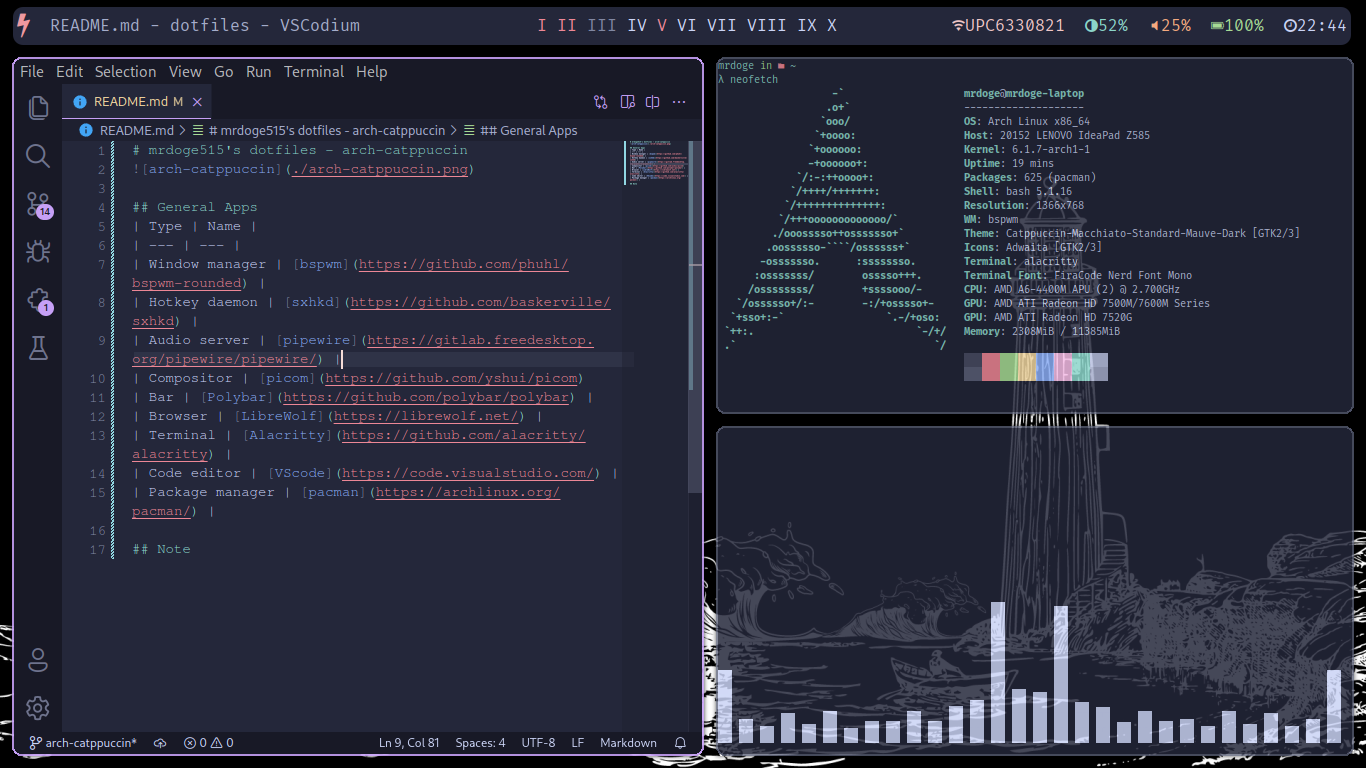 README.md - dotfiles - VSCodium
I II III IV V VI VII VIII IX X
UPC6330821 52% 25% 100% 22:44
File Edit Selection View Go Run Terminal Help
README.md M
README.md > # mrdoge515's dotfiles - arch-catppuccin > ## General Apps
1 # mrdoge515's dotfiles - arch-catppuccin
2 ![arch-catppuccin](./arch-catppuccin.png)
3
4 ## General Apps
5 | Type | Name |
6 | --- | --- |
7 | Window manager | [bspwm](https://github.com/phuhl/
bspwm-rounded) |
8 | Hotkey daemon | [sxhkd](https://github.com/baskerville/
sxhkd) |
9 | Audio server | [pipewire](https://gitlab.freedesktop.
org/pipewire/pipewire/) |
10 | Compositor | [picom](https://github.com/yshui/picom)
11 | Bar | [Polybar](https://github.com/polybar/polybar) |
12 | Browser | [LibreWolf](https://librewolf.net/) |
13 | Terminal | [Alacritty](https://github.com/alacritty/
alacritty) |
14 | Code editor | [VScode](https://code.visualstudio.com/) |
15 | Package manager | [pacman](https://archlinux.org/
pacman/) |
16
17 ## Note
14
1
arch-catppuccin* 0 0 Ln 9, Col 81 Spaces: 4 UTF-8 LF Markdown
mrdoge in ~
λ neofetch
mrdoge@mrdoge-laptop
--------------------
OS: Arch Linux x86_64
Host: 20152 LENOVO IdeaPad Z585
Kernel: 6.1.7-arch1-1
Uptime: 19 mins
Packages: 625 (pacman)
Shell: bash 5.1.16
Resolution: 1366x768
WM: bspwm
Theme: Catppuccin-Macchiato-Standard-Mauve-Dark [GTK2/3]
Icons: Adwaita [GTK2/3]
Terminal: alacritty
Terminal Font: FiraCode Nerd Font Mono
CPU: AMD A6-4400M APU (2) @ 2.700GHz
GPU: AMD ATI Radeon HD 7500M/7600M Series
GPU: AMD ATI Radeon HD 7520G
Memory: 2308MiB / 11385MiB